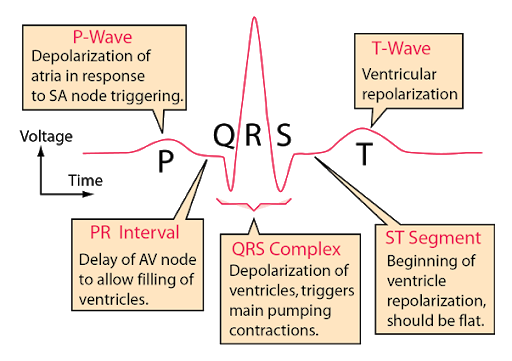 P-Wave
Depolarization of
atria in response
to SA node triggering.
T-Wave
Ventricular
repolarization
Q R S
P
T
Voltage
Time
PR Interval
Delay of AV node
to allow filling of
ventricles.
QRS Complex
Depolarization of
ventricles, triggers
main pumping
contractions.
ST Segment
Beginning of
ventricle
repolarization,
should be flat.